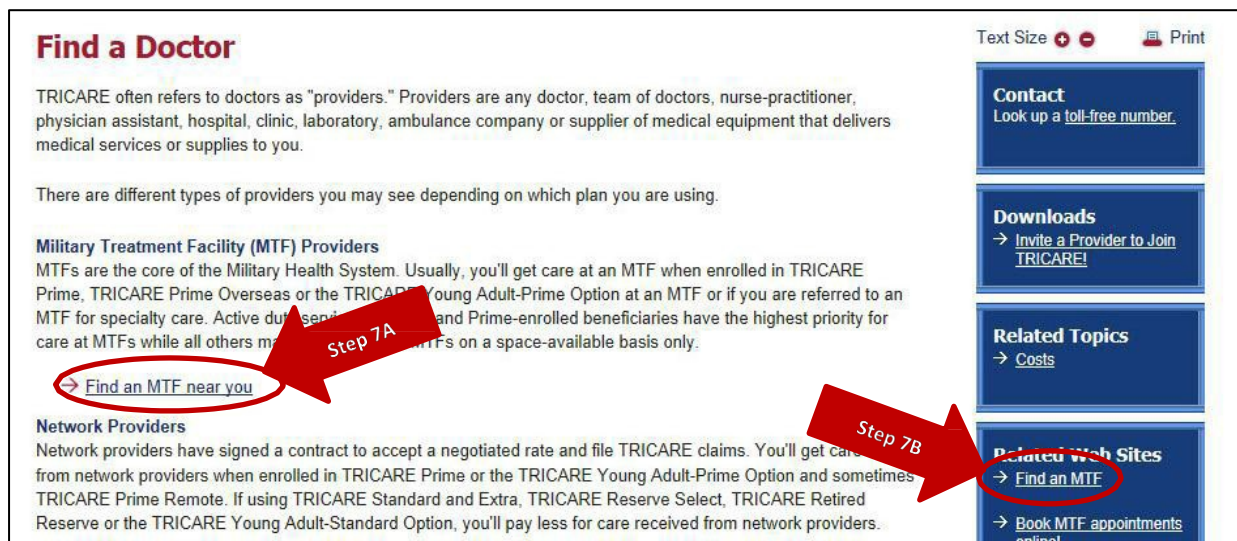 Find a Doctor
TRICARE often refers to doctors as "providers." Providers are any doctor, team of doctors, nurse-practitioner,
physician assistant, hospital, clinic, laboratory, ambulance company or supplier of medical equipment that delivers
medical services or supplies to you.
There are different types of providers you may see depending on which plan you are using.
Military Treatment Facility (MTF) Providers
MTFs are the core of the Military Health System. Usually, you'll get care at an MTF when enrolled in TRICARE
Prime, TRICARE Prime Overseas or the TRICARE Young Adult-Prime Option at an MTF or if you are referred to an
MTF for specialty care. Active duty and Prime-enrolled beneficiaries have the highest priority for
care at MTFs while all others on a space-available basis only.
Step 7A
→ Find an MTF near you
Network Providers
Network providers have signed a contract to accept a negotiated rate and file TRICARE claims. You'll get
from network providers when enrolled in TRICARE Prime or the TRICARE Young Adult-Prime Option and sometimes
TRICARE Prime Remote. If using TRICARE Standard and Extra, TRICARE Reserve Select, TRICARE Retired
Reserve or the TRICARE Young Adult-Standard Option, you'll pay less for care received from network providers.
Text Size Print
Contact
Look up a toll-free number.
Downloads
→ Invite a Provider to Join
TRICARE!
Related Topics
→ Costs
Step 7B
Related Web Sites
→ Find an MTF
→ Book MTF appointments
online!